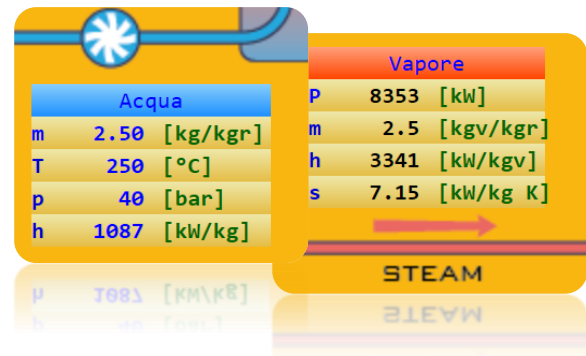 Acqua
m 2.50 [kg/kgr]
T 250 [°C]
p 40 [bar]
h 1087 [kW/kg]
Vapore
P 8353 [kW]
m 2.5 [kgv/kgr]
h 3341 [kW/kgv]
s 7.15 [kW/kg K]
STEAM